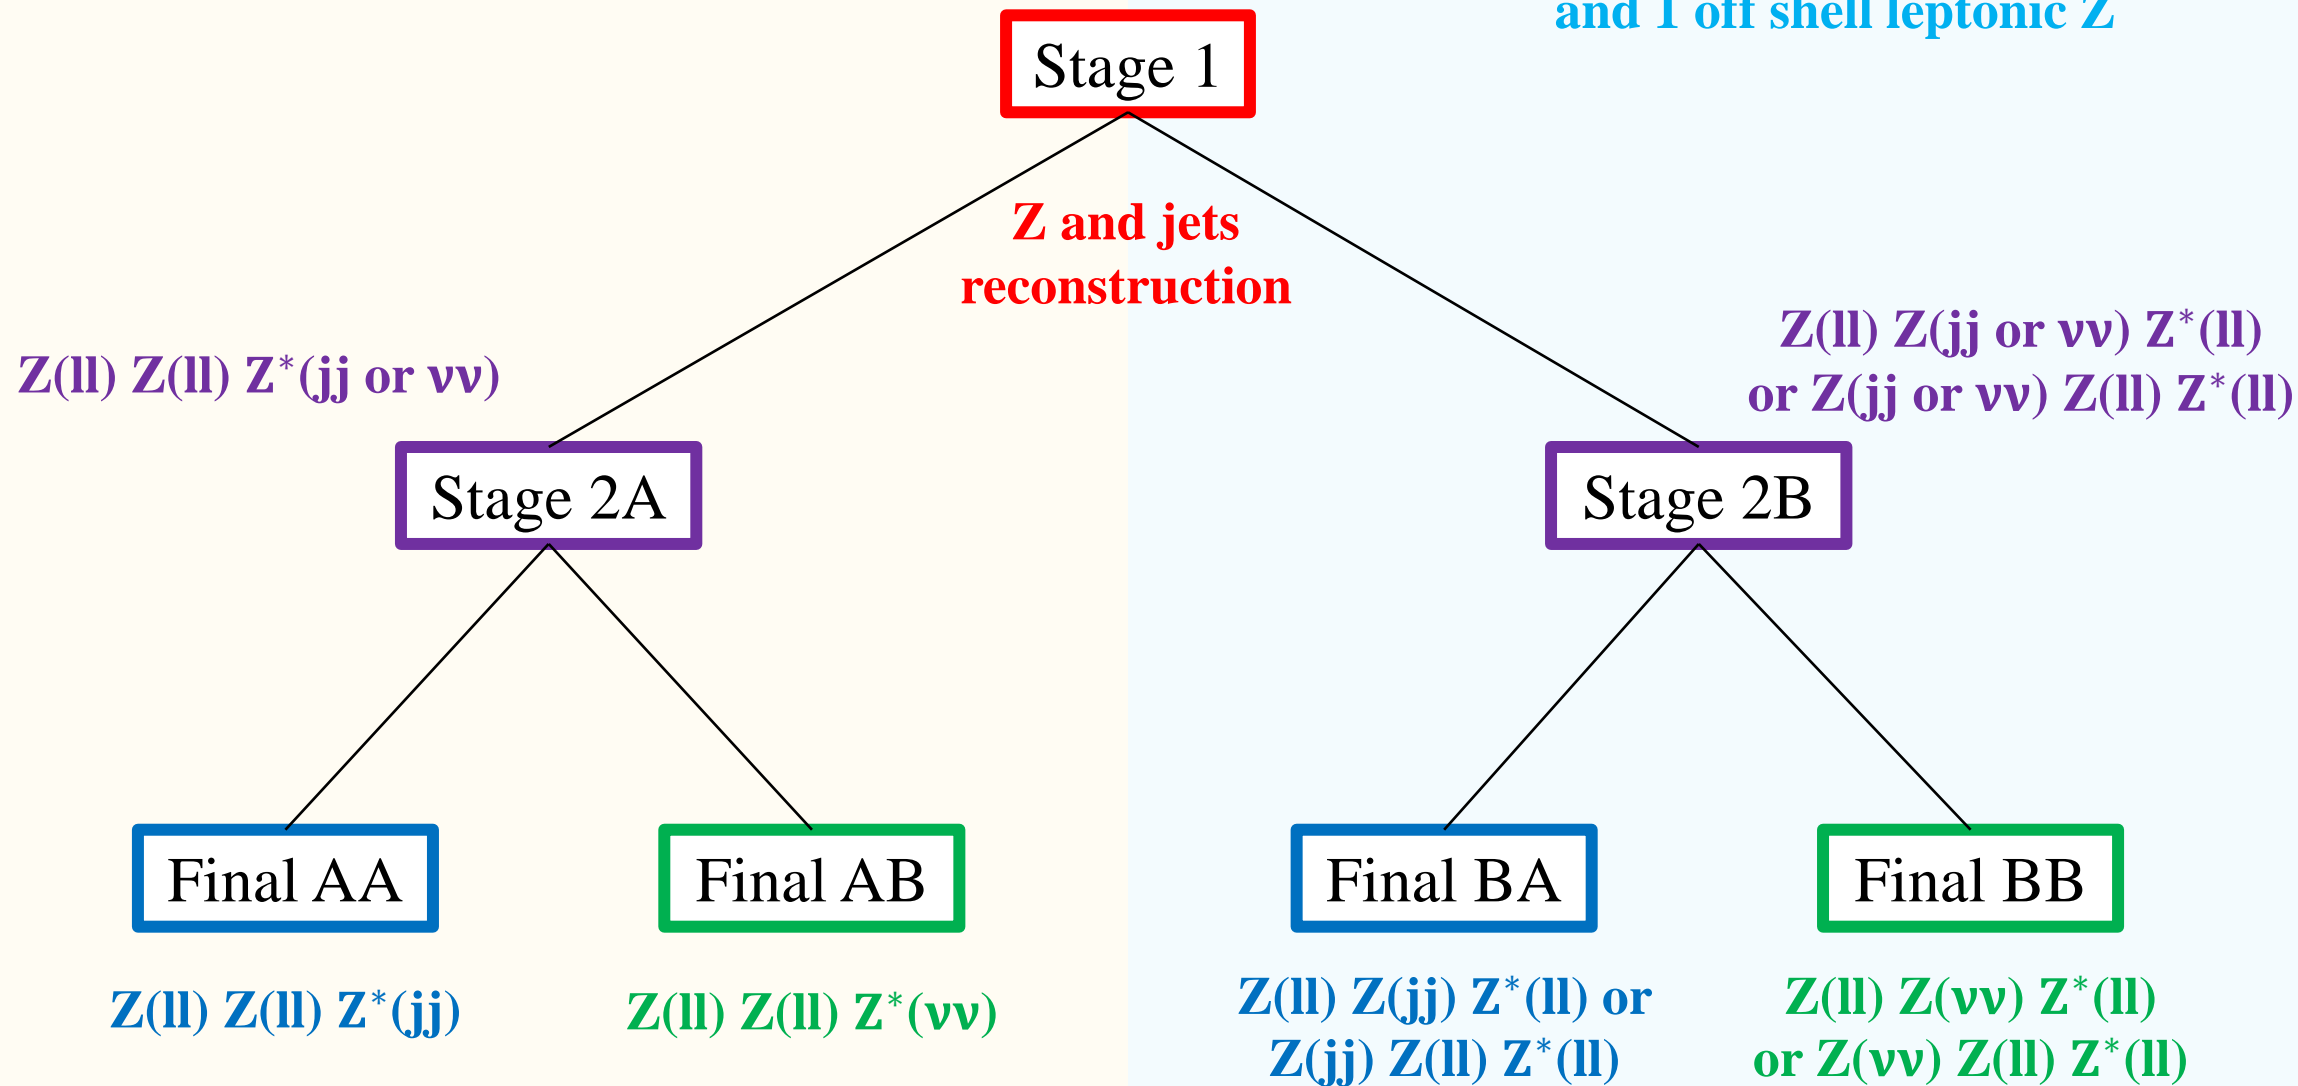 and 1 off shell leptonic Z
Stage 1
Z and jets
reconstruction
Z(ll) Z(ll) Z*(jj or νν)
Z(ll) Z(jj or νν) Z*(ll)
or Z(jj or νν) Z(ll) Z*(ll)
Stage 2A
Stage 2B
Final AA
Final AB
Final BA
Final BB
Z(ll) Z(ll) Z*(jj)
Z(ll) Z(ll) Z*(νν)
Z(ll) Z(jj) Z*(ll) or
Z(jj) Z(ll) Z*(ll)
Z(ll) Z(νν) Z*(ll)
or Z(νν) Z(ll) Z*(ll)